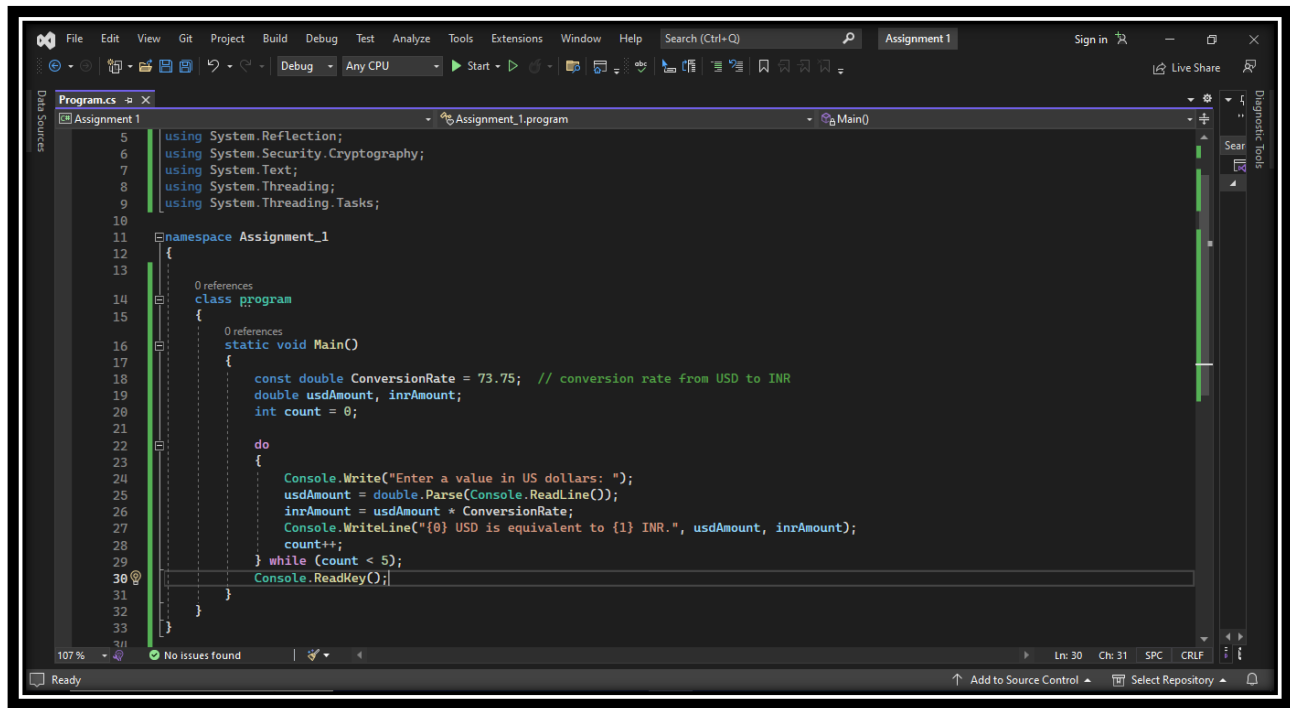 File Edit View Git Project Build Debug Test Analyze Tools Extensions Window Help Search (Ctrl+Q) Assignment 1 Sign in
Debug Any CPU Start Live Share
Data Sources
Program.cs
Assignment 1 Assignment_1.program Main()
5 using System.Reflection;
6 using System.Security.Cryptography;
7 using System.Text;
8 using System.Threading;
9 using System.Threading.Tasks;
10
11 namespace Assignment_1
12 {
13
0 references
14 class program
15 {
0 references
16 static void Main()
17 {
18 const double ConversionRate = 73.75; // conversion rate from USD to INR
19 double usdAmount, inrAmount;
20 int count = 0;
21
22 do
23 {
24 Console.Write("Enter a value in US dollars: ");
25 usdAmount = double.Parse(Console.ReadLine());
26 inrAmount = usdAmount * ConversionRate;
27 Console.WriteLine("{0} USD is equivalent to {1} INR.", usdAmount, inrAmount);
28 count++;
29 } while (count < 5);
30 Console.ReadKey();
31 }
32 }
33 }
34
Diagnostic Tools
Sear
107 % No issues found Ln: 30 Ch: 31 SPC CRLF
Ready Add to Source Control Select Repository